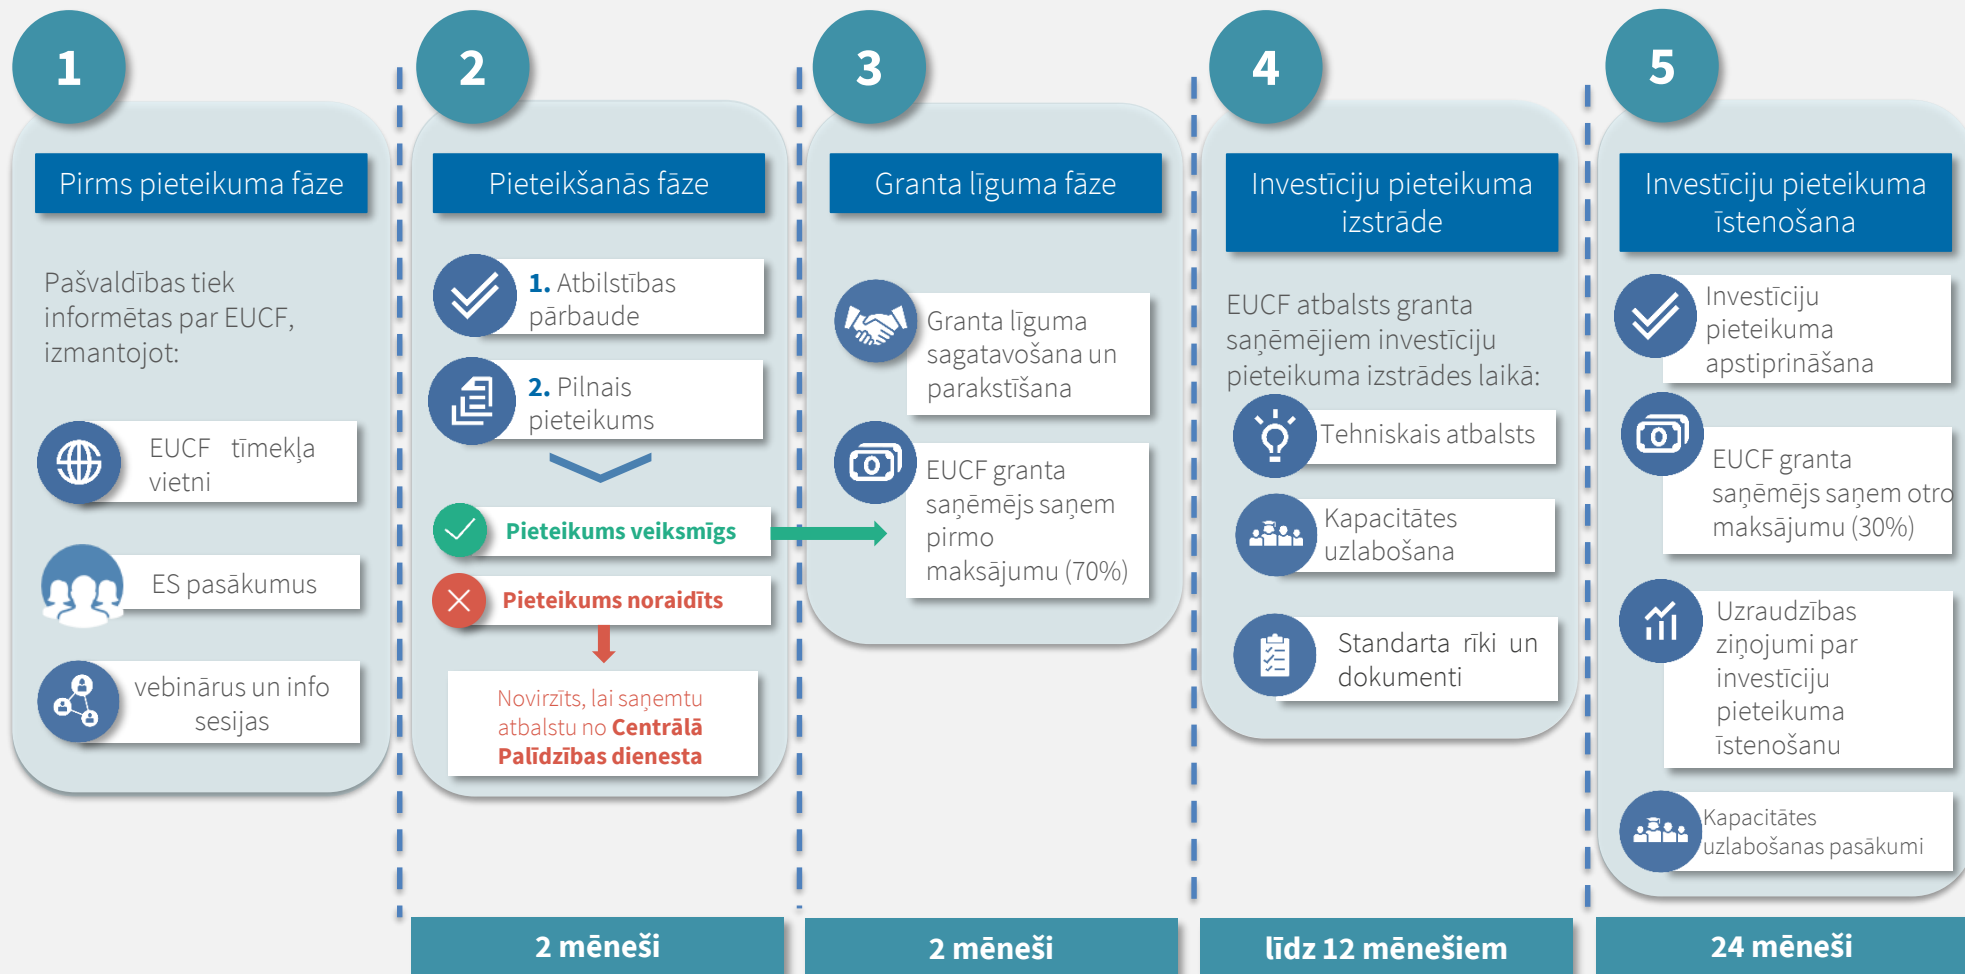 1
Pirms pieteikuma fāze
Pašvaldības tiek
informētas par EUCF,
izmantojot:
EUCF tīmekļa
vietni
ES pasākumus
vebinārus un info
sesijas
2
Pieteikšanās fāze
1. Atbilstības
pārbaude
2. Pilnais
pieteikums
Pieteikums veiksmīgs
Pieteikums noraidīts
Novirzīts, lai saņemtu
atbalstu no Centrālā
Palīdzības dienesta
2 mēneši
3
Granta līguma fāze
Granta līguma
sagatavošana un
parakstīšana
EUCF granta
saņēmējs saņem
pirmo
maksājumu (70%)
2 mēneši
4
Investīciju pieteikuma
izstrāde
EUCF atbalsts granta
saņēmējiem investīciju
pieteikuma izstrādes laikā:
Tehniskais atbalsts
Kapacitātes
uzlabošana
Standarta rīki un
dokumenti
līdz 12 mēnešiem
5
Investīciju pieteikuma
īstenošana
Investīciju
pieteikuma
apstiprināšana
EUCF granta
saņēmējs saņem otro
maksājumu (30%)
Uzraudzības
ziņojumi par
investīciju
pieteikuma
īstenošanu
Kapacitātes
uzlabošanas pasākumi
24 mēneši